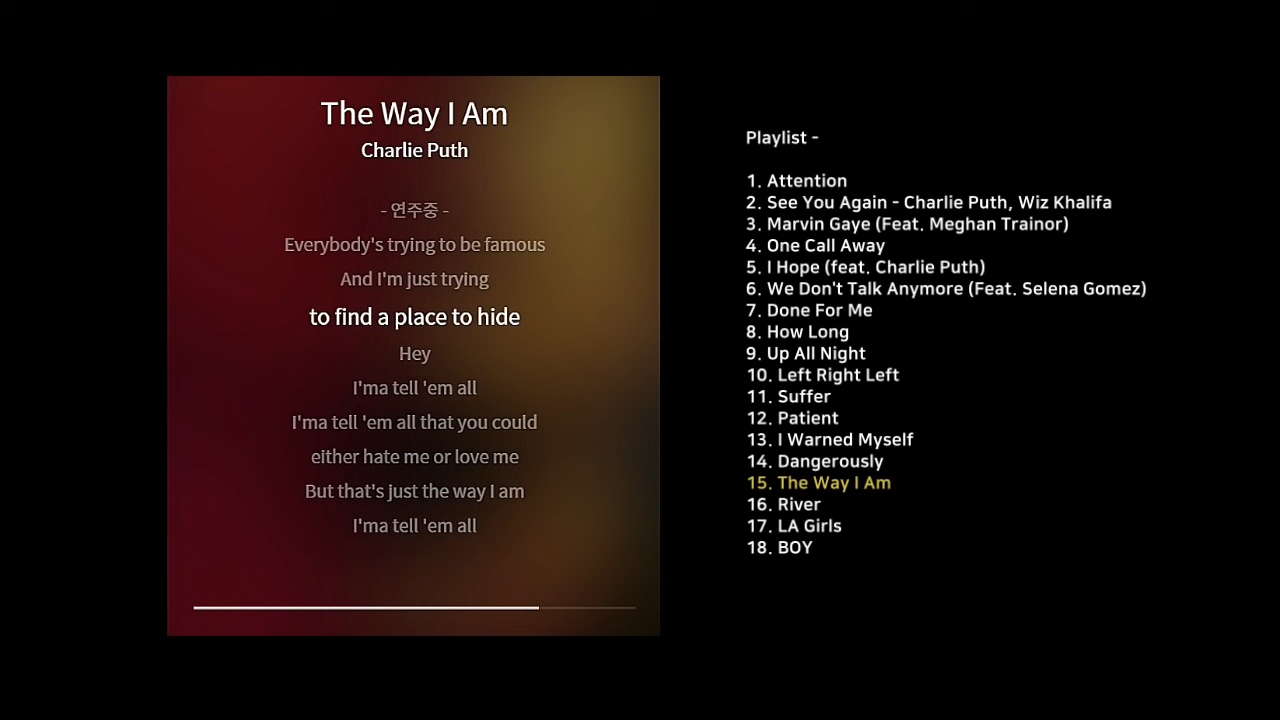 The Way I Am
Charlie Puth
- 연주중 -
Everybody's trying to be famous
And I'm just trying
to find a place to hide
Hey
I'ma tell 'em all
I'ma tell 'em all that you could
either hate me or love me
But that's just the way I am
I'ma tell 'em all
Playlist -
1. Attention
2. See You Again - Charlie Puth, Wiz Khalifa
3. Marvin Gaye (Feat. Meghan Trainor)
4. One Call Away
5. I Hope (feat. Charlie Puth)
6. We Don't Talk Anymore (Feat. Selena Gomez)
7. Done For Me
8. How Long
9. Up All Night
10. Left Right Left
11. Suffer
12. Patient
13. I Warned Myself
14. Dangerously
15. The Way I Am
16. River
17. LA Girls
18. BOY